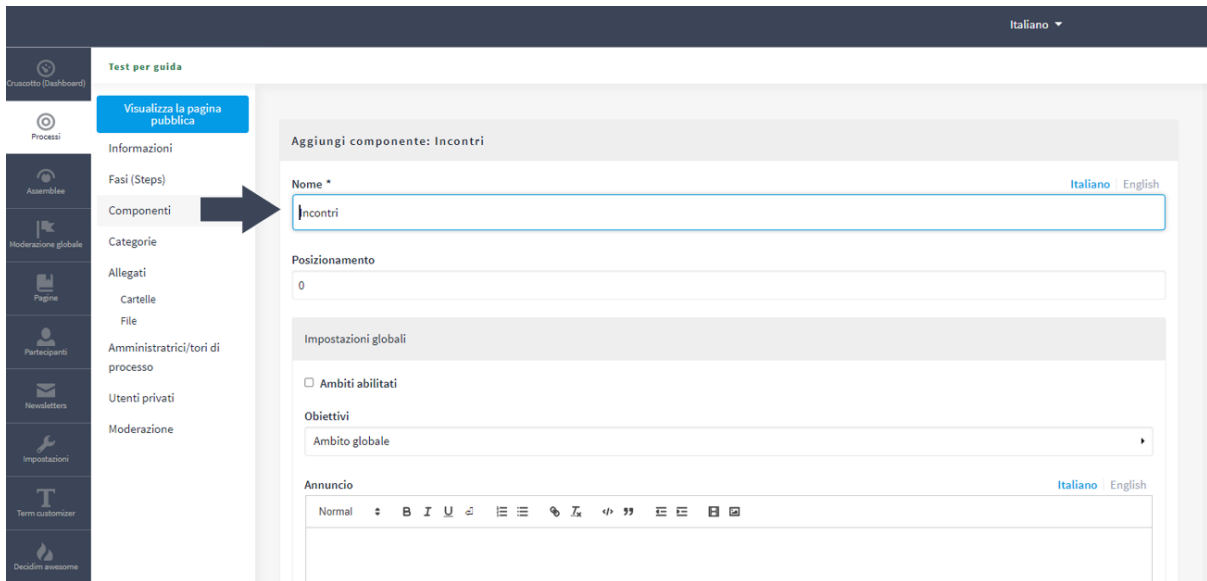 Italiano
Cruscotto (Dashboard)
Processi
Assemblee
Moderazione globale
Pagine
Partecipanti
Newsletters
Impostazioni
Term customizer
Decidim awesome
Test per guida
Visualizza la pagina
pubblica
Informazioni
Fasi (Steps)
Componenti
Categorie
Allegati
Cartelle
File
Amministratrici/tori di
processo
Utenti privati
Moderazione
Aggiungi componente: Incontri
Nome *
Italiano | English
Incontri
Posizionamento
0
Impostazioni globali
Ambiti abilitati
Obiettivi
Ambito globale
Annuncio
Italiano | English
Normal